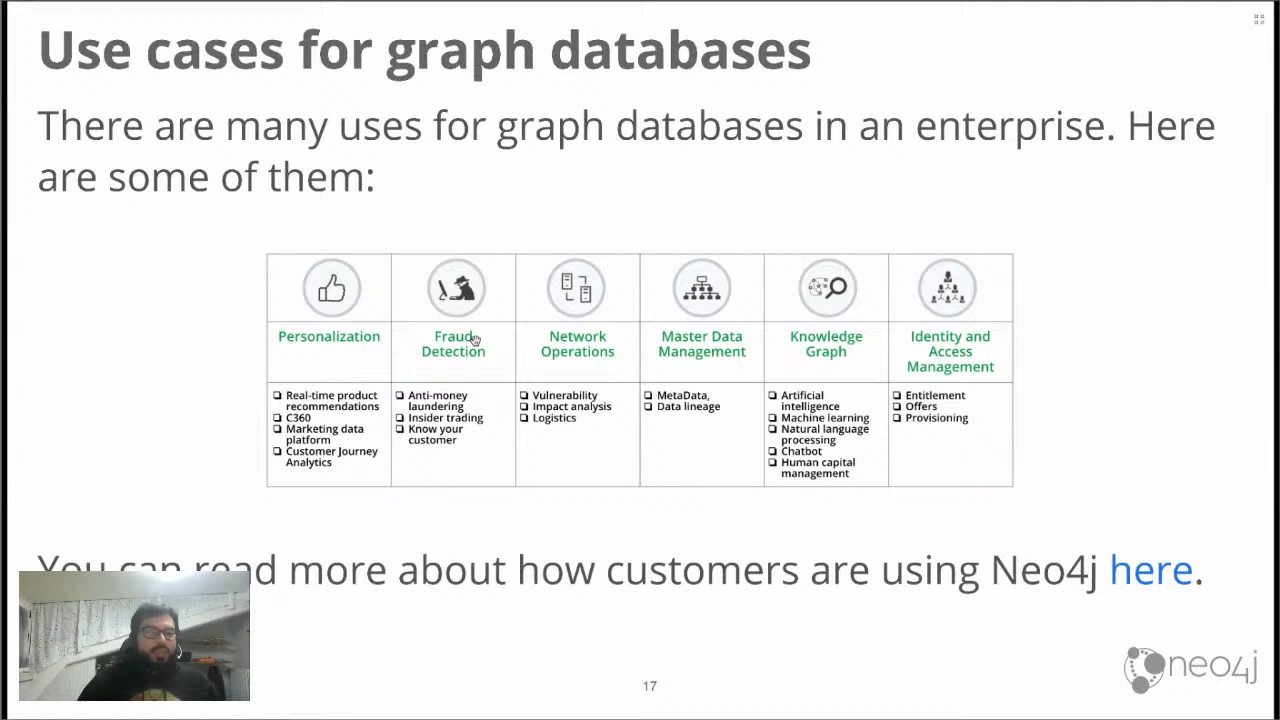 Use cases for graph databases
There are many uses for graph databases in an enterprise. Here
are some of them:
Personalization
Fraud
Detection
Network
Operations
Master Data
Management
Knowledge
Graph
Identity and
Access
Management
Real-time product
recommendations
C360
Marketing data
platform
Customer Journey
Analytics
Anti-money
laundering
Insider trading
Know your
customer
Vulnerability
Impact analysis
Logistics
MetaData,
Data lineage
Artificial
intelligence
Machine learning
Natural language
processing
Chatbot
Human capital
management
Entitlement
Offers
Provisioning
You can read more about how customers are using Neo4j here.
neo4j
17